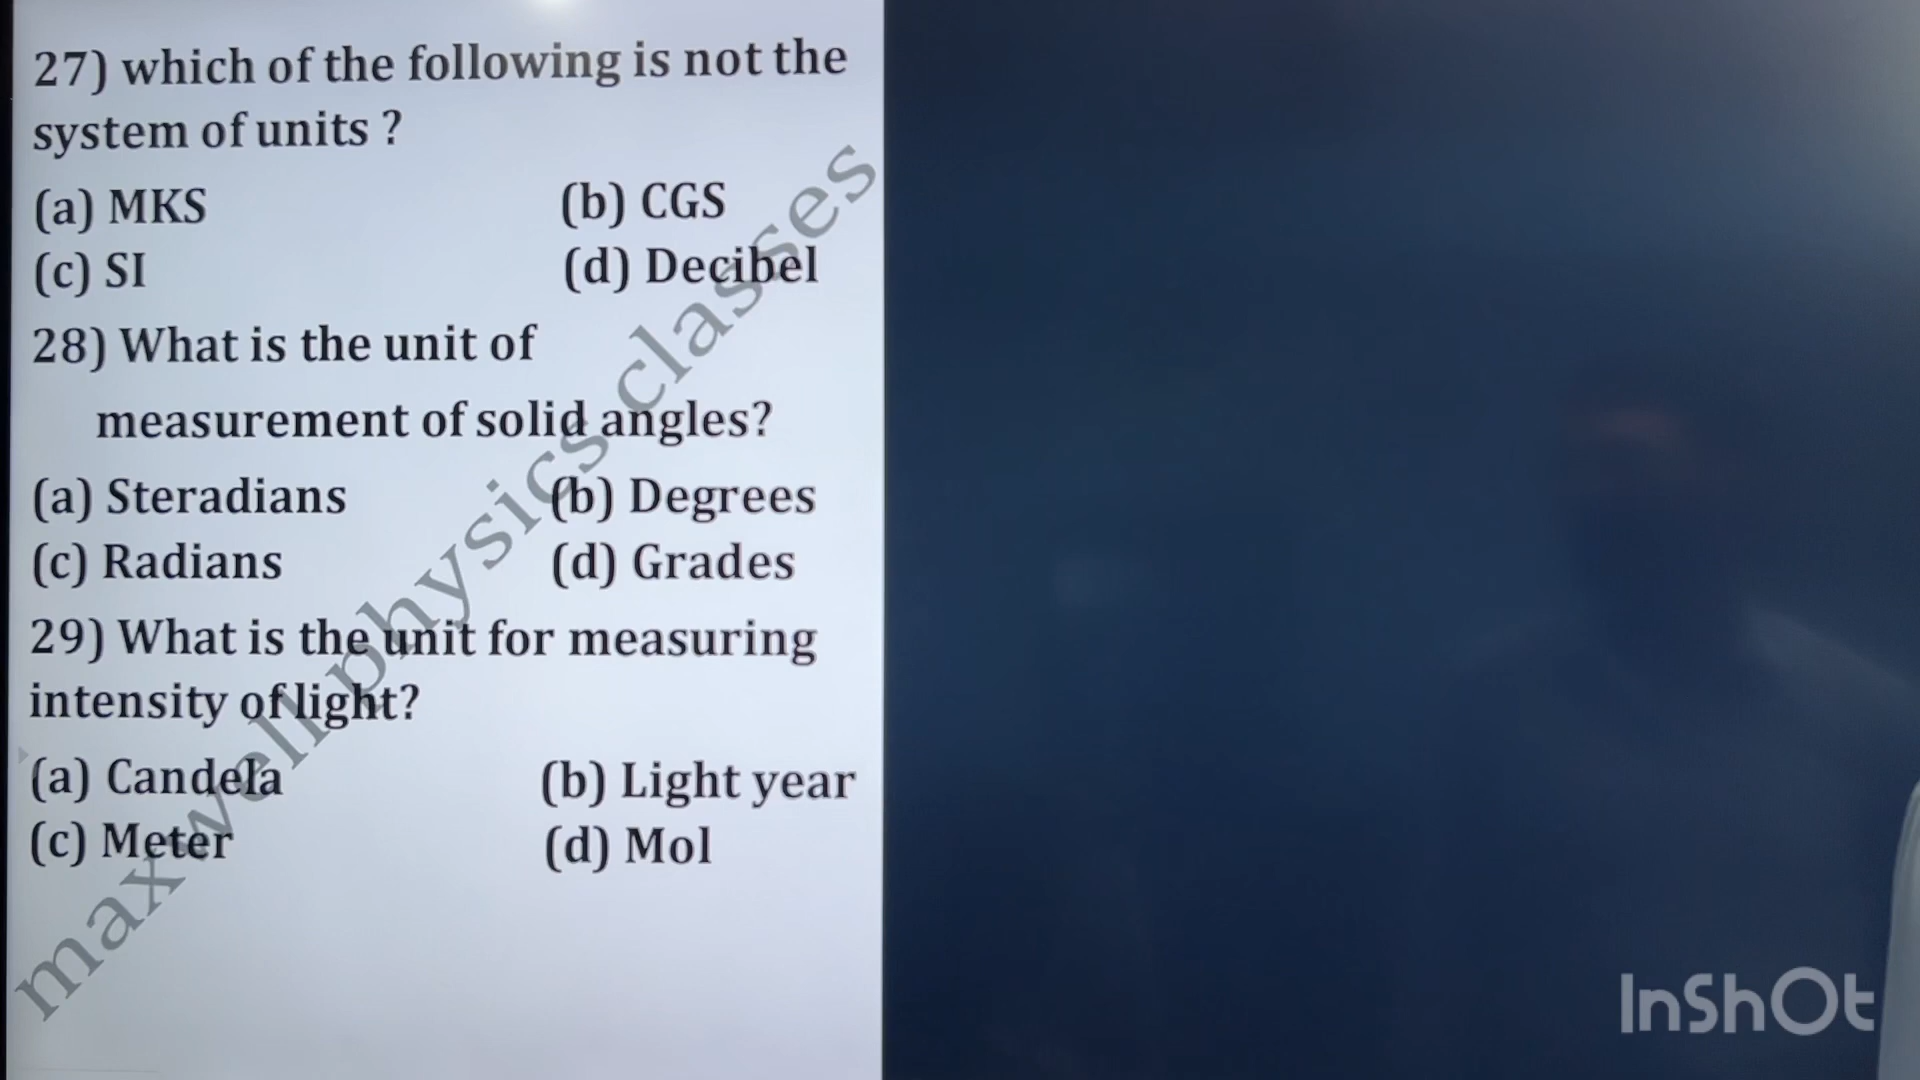 27) which of the following is not the
system of units ?
(a) MKS (b) CGS
(c) SI (d) Decibel
28) What is the unit of
measurement of solid angles?
(a) Steradians (b) Degrees
(c) Radians (d) Grades
29) What is the unit for measuring
intensity of light?
(a) Candela (b) Light year
(c) Meter (d) Mol
maxwell physics classes
InShOt